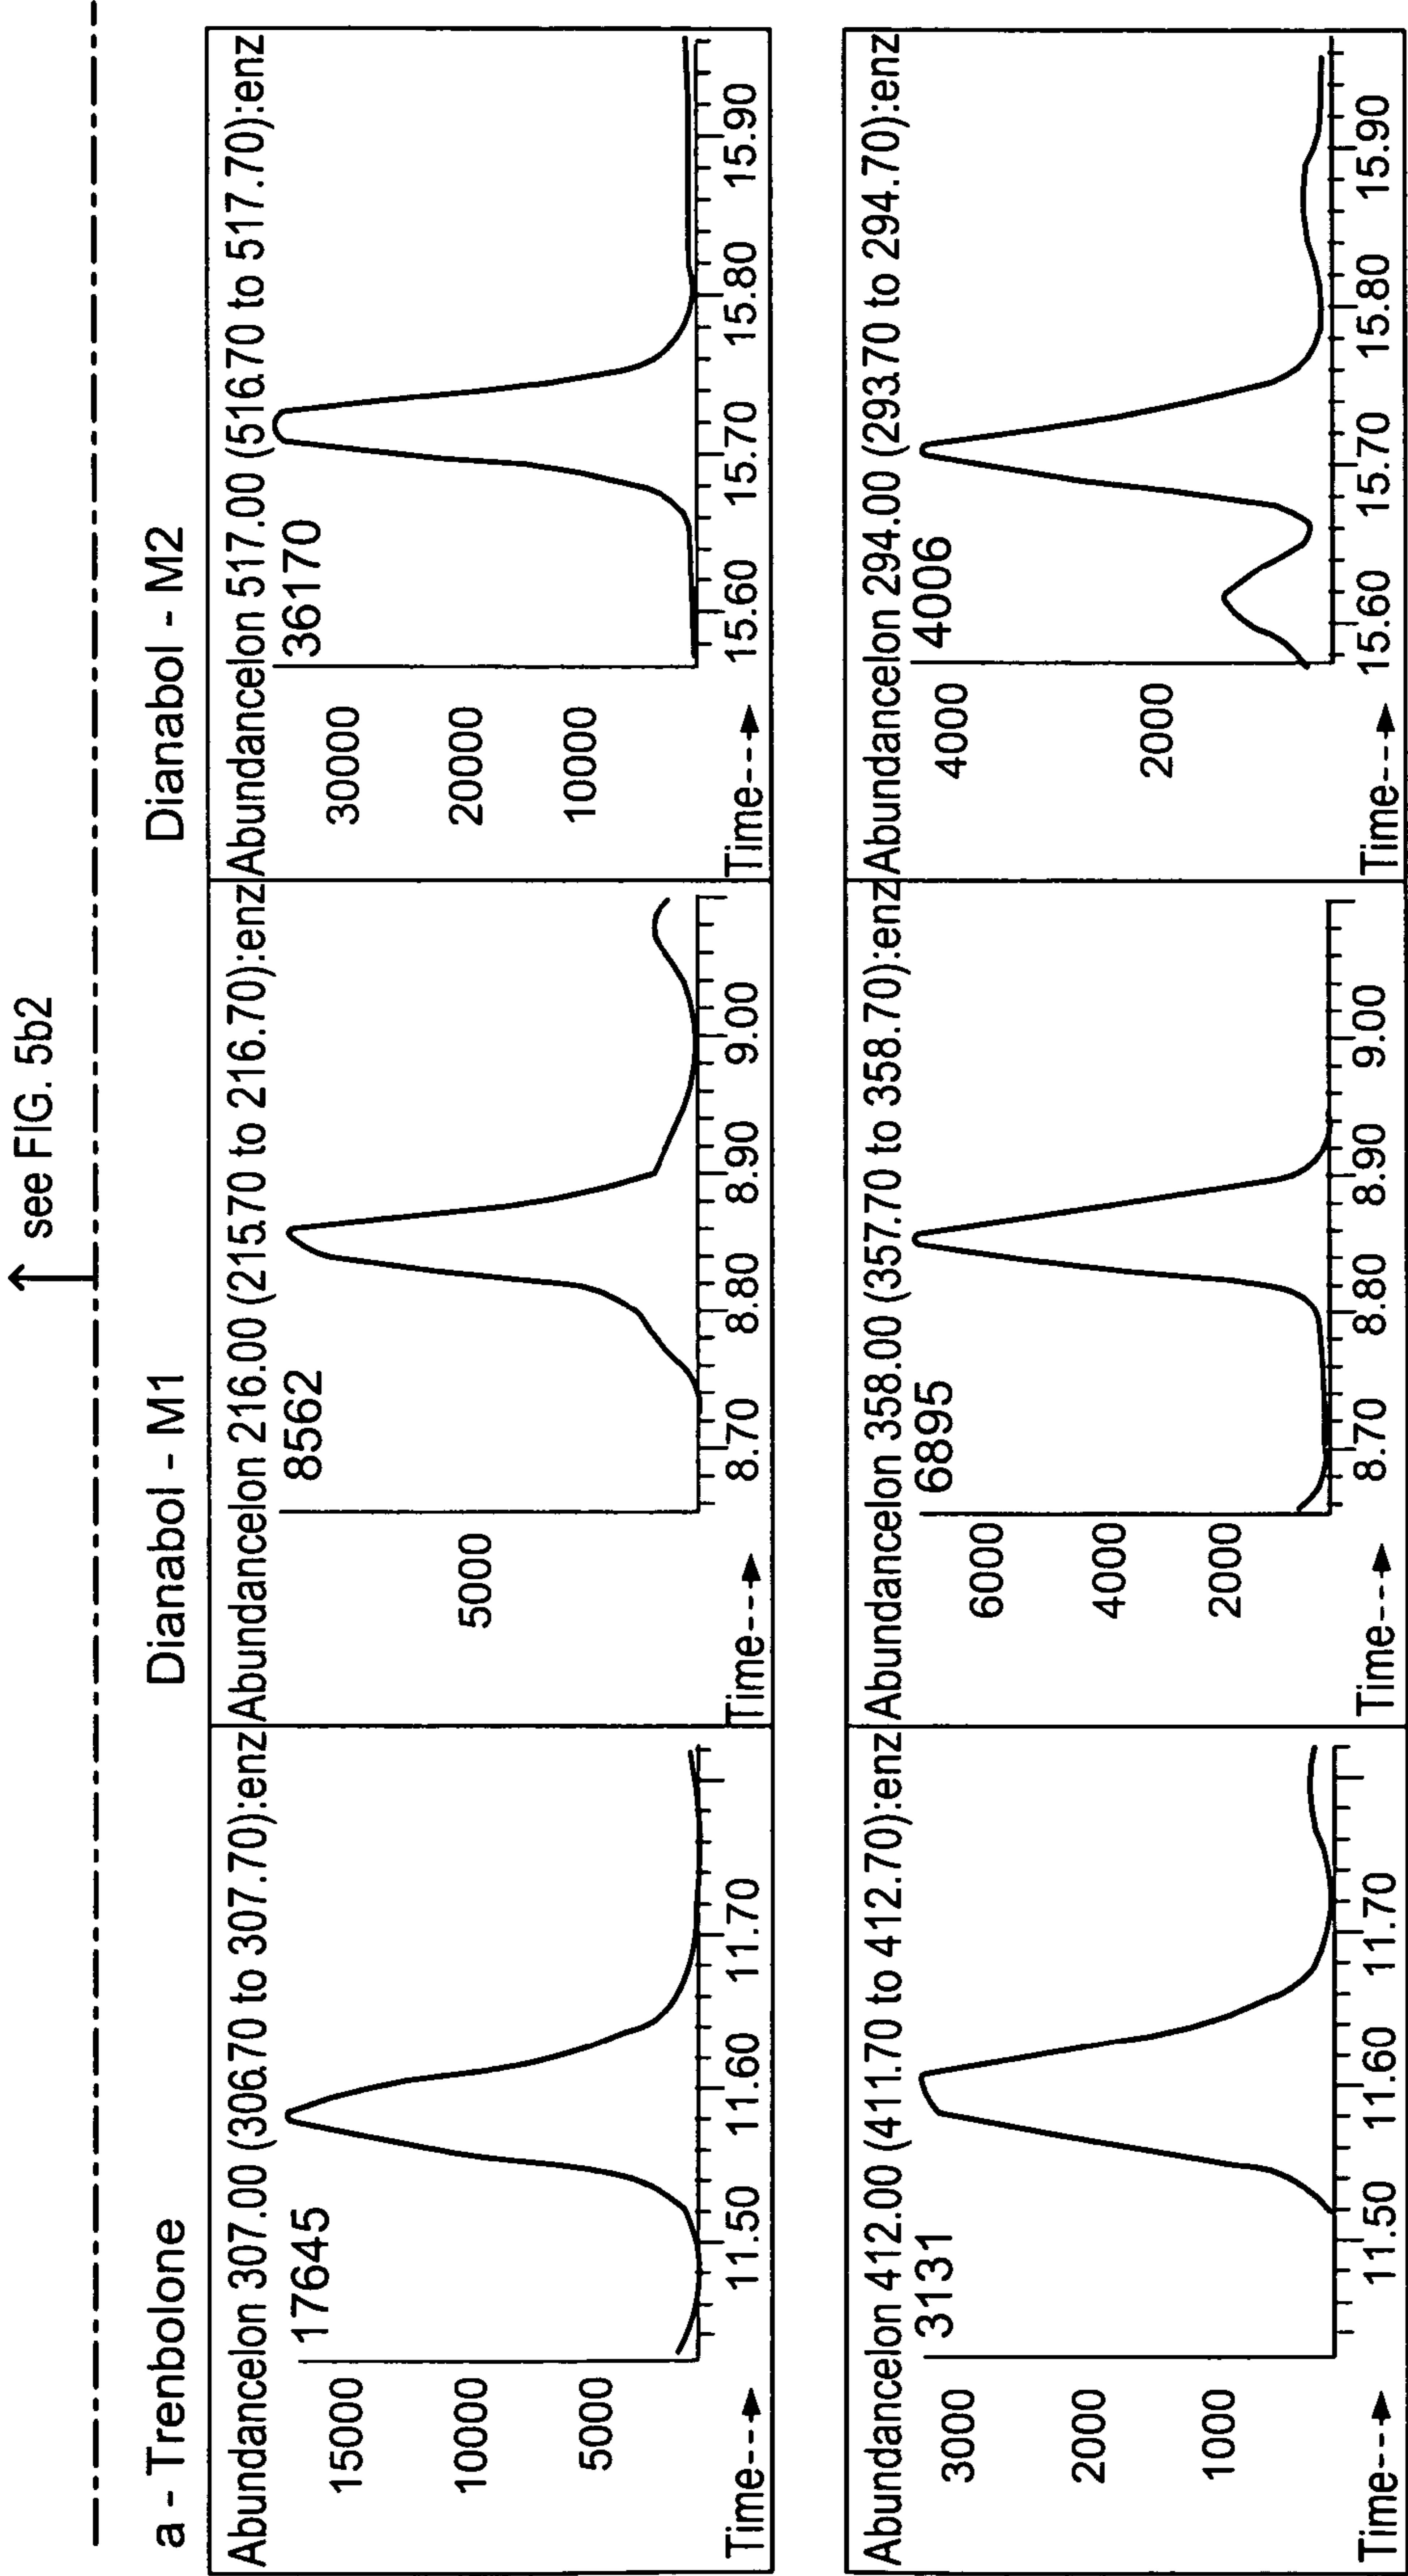 see FIG. 5b2
a - Trenbolone
Dianabol - M1
Dianabol - M2
Abundancelon 307.00 (306.70 to 307.70):enz
17645
15000
10000
5000
Time--->
11.50 11.60 11.70
Abundancelon 216.00 (215.70 to 216.70):enz
8562
5000
Time--->
8.70 8.80 8.90 9.00
Abundancelon 517.00 (516.70 to 517.70):enz
36170
30000
20000
10000
Time--->
15.60 15.70 15.80 15.90
Abundancelon 412.00 (411.70 to 412.70):enz
3131
3000
2000
1000
Time--->
11.50 11.60 11.70
Abundancelon 358.00 (357.70 to 358.70):enz
6895
6000
4000
2000
Time--->
8.70 8.80 8.90 9.00
Abundancelon 294.00 (293.70 to 294.70):enz
4006
4000
2000
Time--->
15.60 15.70 15.80 15.90